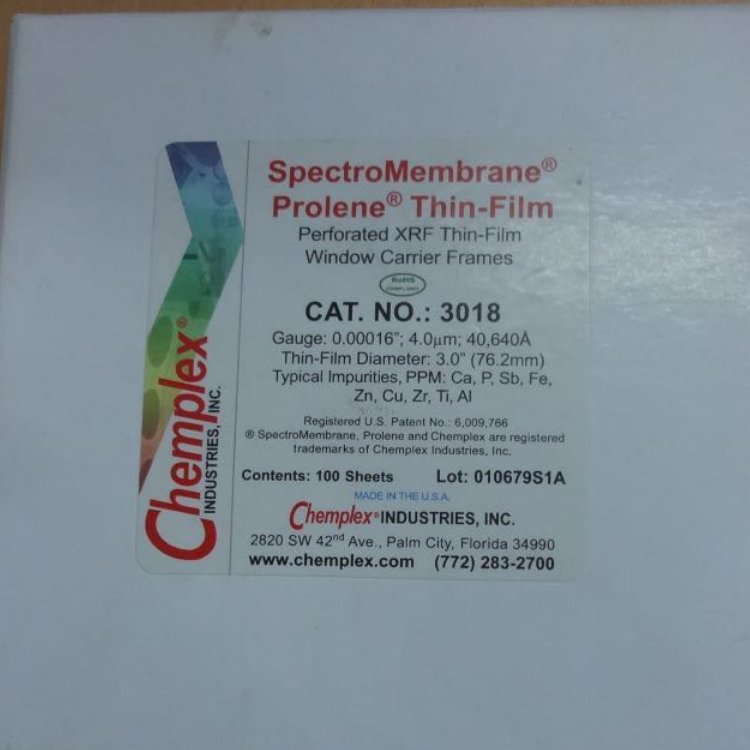 SpectroMembrane®
Prolene® Thin-Film
Perforated XRF Thin-Film
Window Carrier Frames
RoHS
COMPLIANT
CAT. NO.: 3018
Gauge: 0.00016"; 4.0µm; 40,640Å
Thin-Film Diameter: 3.0" (76.2mm)
Typical Impurities, PPM: Ca, P, Sb, Fe,
Zn, Cu, Zr, Ti, Al
Registered U.S. Patent No.: 6,009,766
® SpectroMembrane, Prolene and Chemplex are registered
trademarks of Chemplex Industries, Inc.
Contents: 100 Sheets Lot: 010679S1A
MADE IN THE U.S.A.
Chemplex® INDUSTRIES, INC.
2820 SW 42nd Ave., Palm City, Florida 34990
www.chemplex.com (772) 283-2700
Chemplex®
INDUSTRIES, INC.